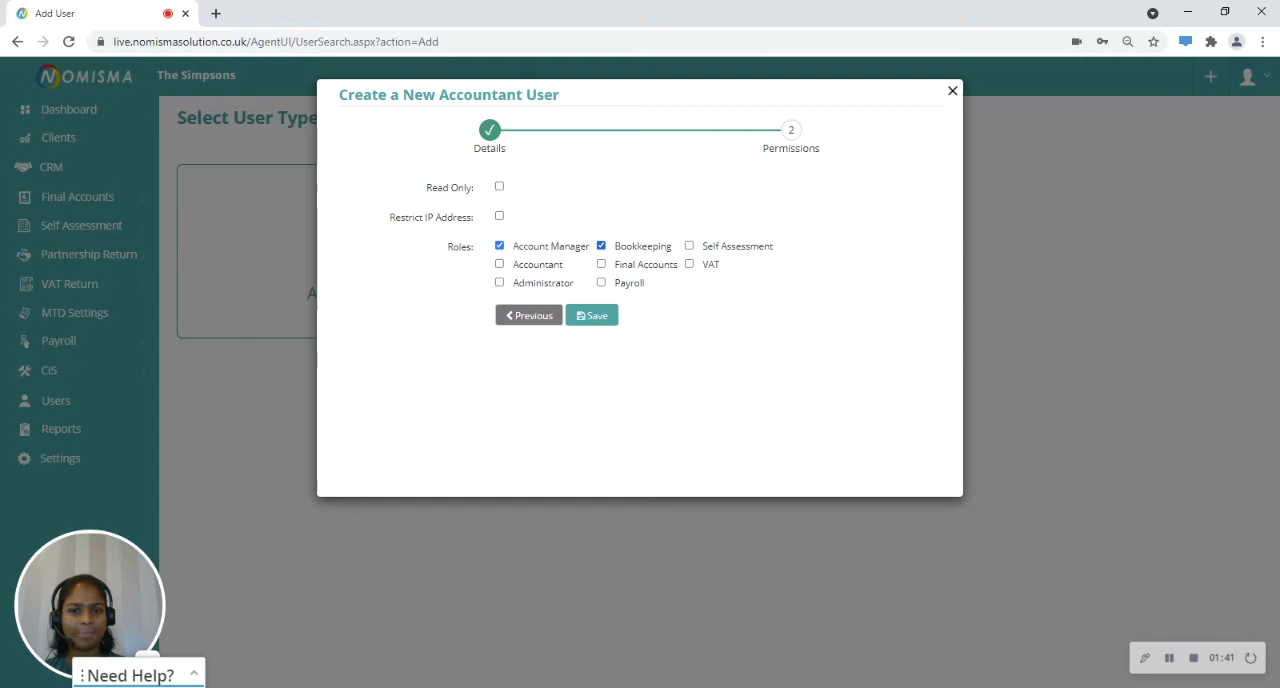 Add User
live.nomismasolution.co.uk/AgentUI/UserSearch.aspx?action=Add
NOMISMA
The Simpsons
Dashboard
Clients
CRM
Final Accounts
Self Assessment
Partnership Return
VAT Return
MTD Settings
Payroll
CIS
Users
Reports
Settings
Select User Type
A
Create a New Accountant User
2
Details
Permissions
Read Only:
Restrict IP Address:
Roles:
Account Manager
Bookkeeping
Self Assessment
Accountant
Final Accounts
VAT
Administrator
Payroll
Previous
Save
Need Help?
01:41